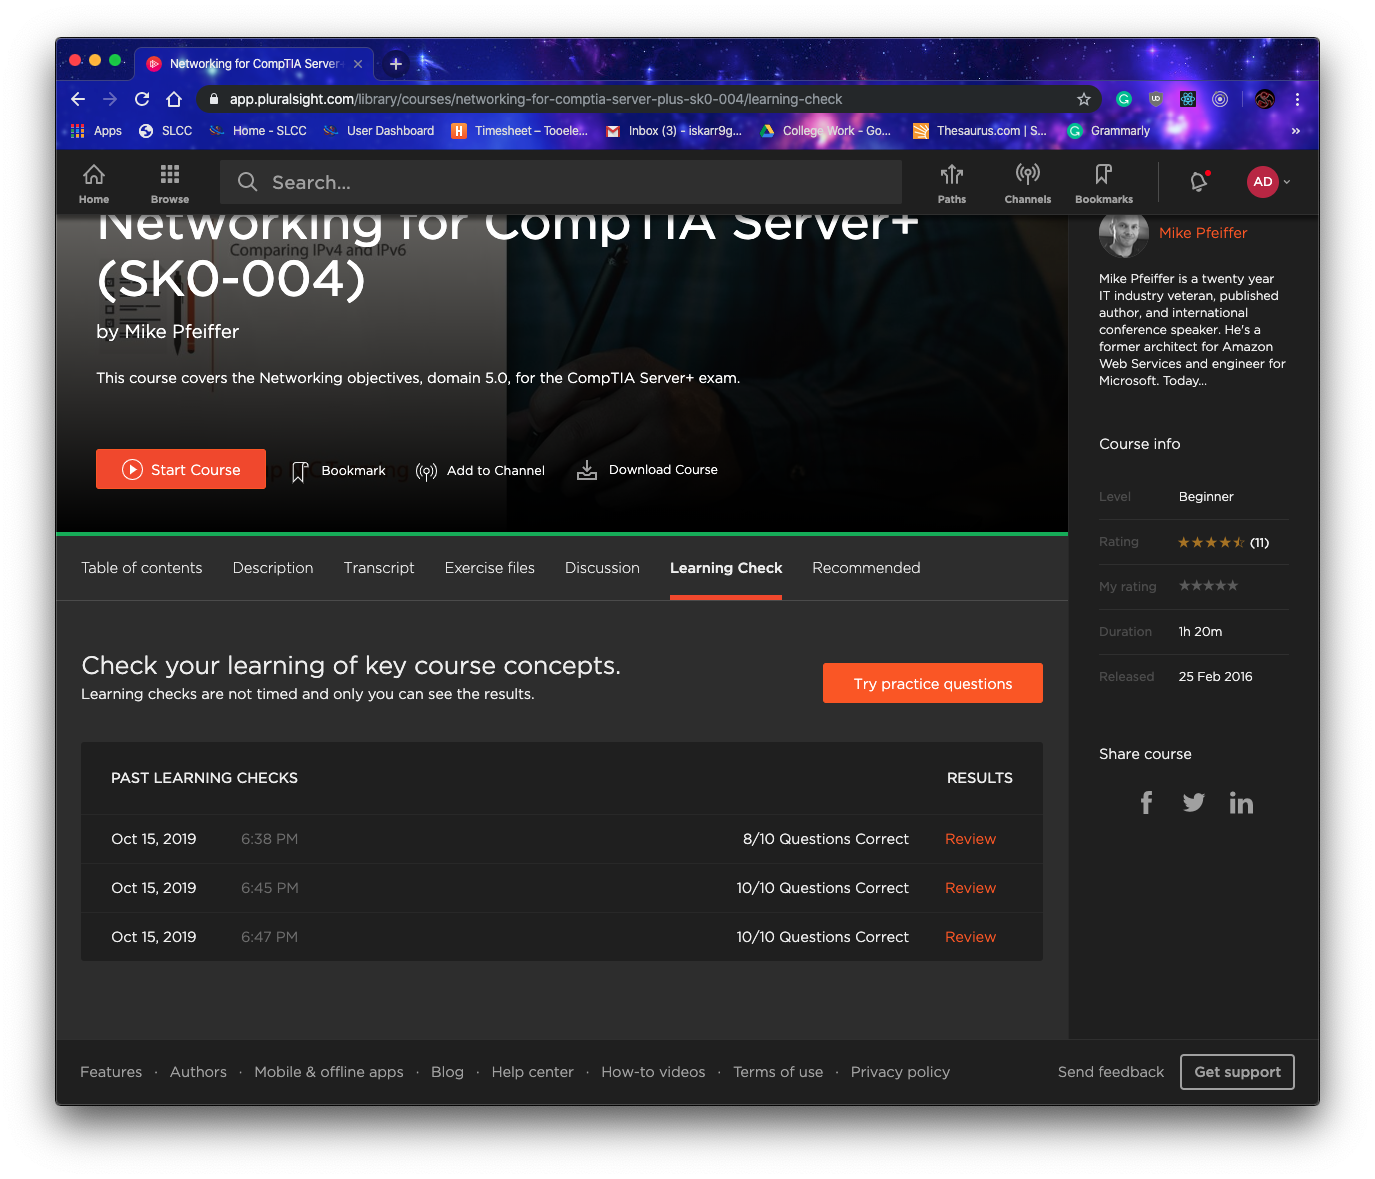 Networking for CompTIA Server-
app.pluralsight.com/library/courses/networking-for-comptia-server-plus-sk0-004/learning-check
Apps SLCC Home - SLCC User Dashboard Timesheet – Tooele... Inbox (3) - iskarr9g... College Work - Go... Thesaurus.com | S... Grammarly »
Home Browse Search... Paths Channels Bookmarks AD
Networking for CompTIA Server+
Comparing IPv4 and IPv6
(SK0-004)
by Mike Pfeiffer
This course covers the Networking objectives, domain 5.0, for the CompTIA Server+ exam.
Start Course Bookmark Add to Channel Download Course
Mike Pfeiffer
Mike Pfeiffer is a twenty year
IT industry veteran, published
author, and international
conference speaker. He's a
former architect for Amazon
Web Services and engineer for
Microsoft. Today...
Course info
Level Beginner
Rating (11)
My rating
Duration 1h 20m
Released 25 Feb 2016
Share course
Table of contents Description Transcript Exercise files Discussion Learning Check Recommended
Check your learning of key course concepts.
Learning checks are not timed and only you can see the results.
Try practice questions
PAST LEARNING CHECKS RESULTS
Oct 15, 2019 6:38 PM 8/10 Questions Correct Review
Oct 15, 2019 6:45 PM 10/10 Questions Correct Review
Oct 15, 2019 6:47 PM 10/10 Questions Correct Review
Features · Authors · Mobile & offline apps · Blog · Help center · How-to videos · Terms of use · Privacy policy Send feedback Get support